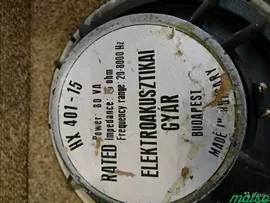 HX 401-15
RATED
Power: 80 VA
Impedance: ohm
Frequency range: 20-8000 Hz
ELEKTROAKUSZTIKAI
GYÁR
BUDAPEST
MADE IN HUNGARY